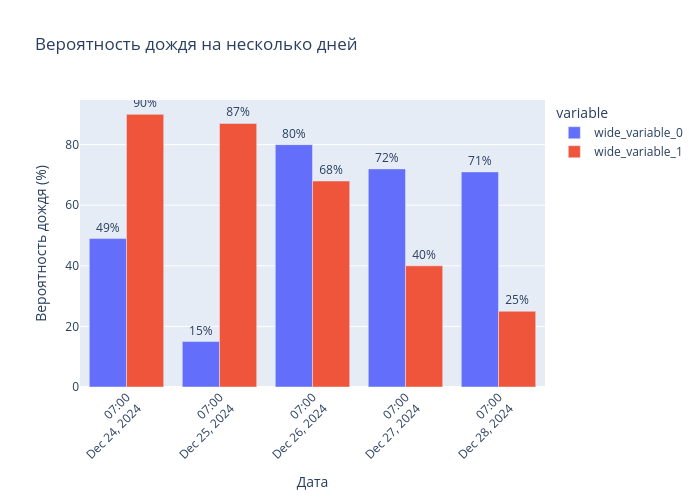 Вероятность дождя на несколько дней
variable
wide_variable_0
wide_variable_1
Вероятность дождя (%)
80
60
40
20
0
49%
90%
15%
87%
80%
68%
72%
40%
71%
25%
07:00
Dec 24, 2024
07:00
Dec 25, 2024
07:00
Dec 26, 2024
07:00
Dec 27, 2024
07:00
Dec 28, 2024
Дата